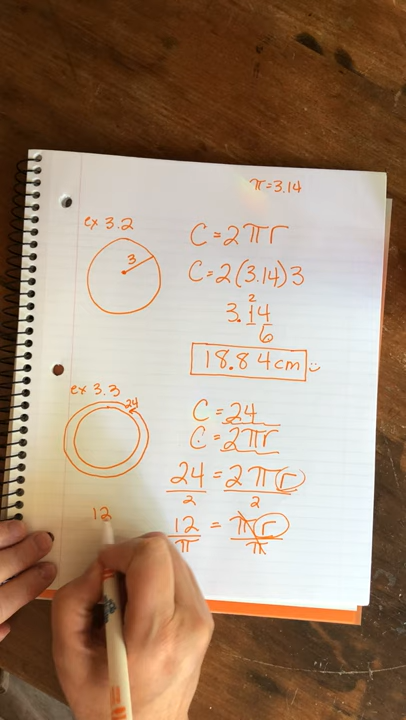 π=3.14
ex 3.2
3
C=2πr
C=2(3.14)3
2
3.14
6
18.84cm
ex 3.3
24
C=24
C=2πr
24 = 2πr
2 2
12 = πr
π π
12